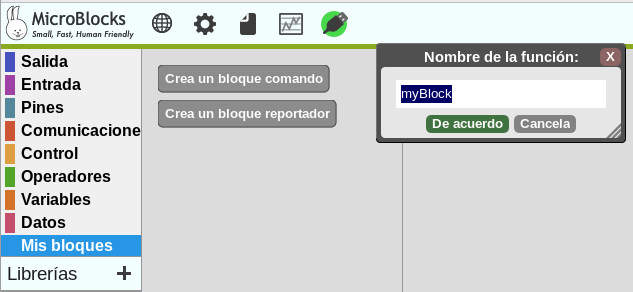 MicroBlocks
Small, Fast, Human Friendly
Nombre de la función:
X
myBlock
De acuerdo
Cancela
Salida
Entrada
Pines
Comunicacione
Control
Operadores
Variables
Datos
Mis bloques
Librerías +
Crea un bloque comando
Crea un bloque reportador